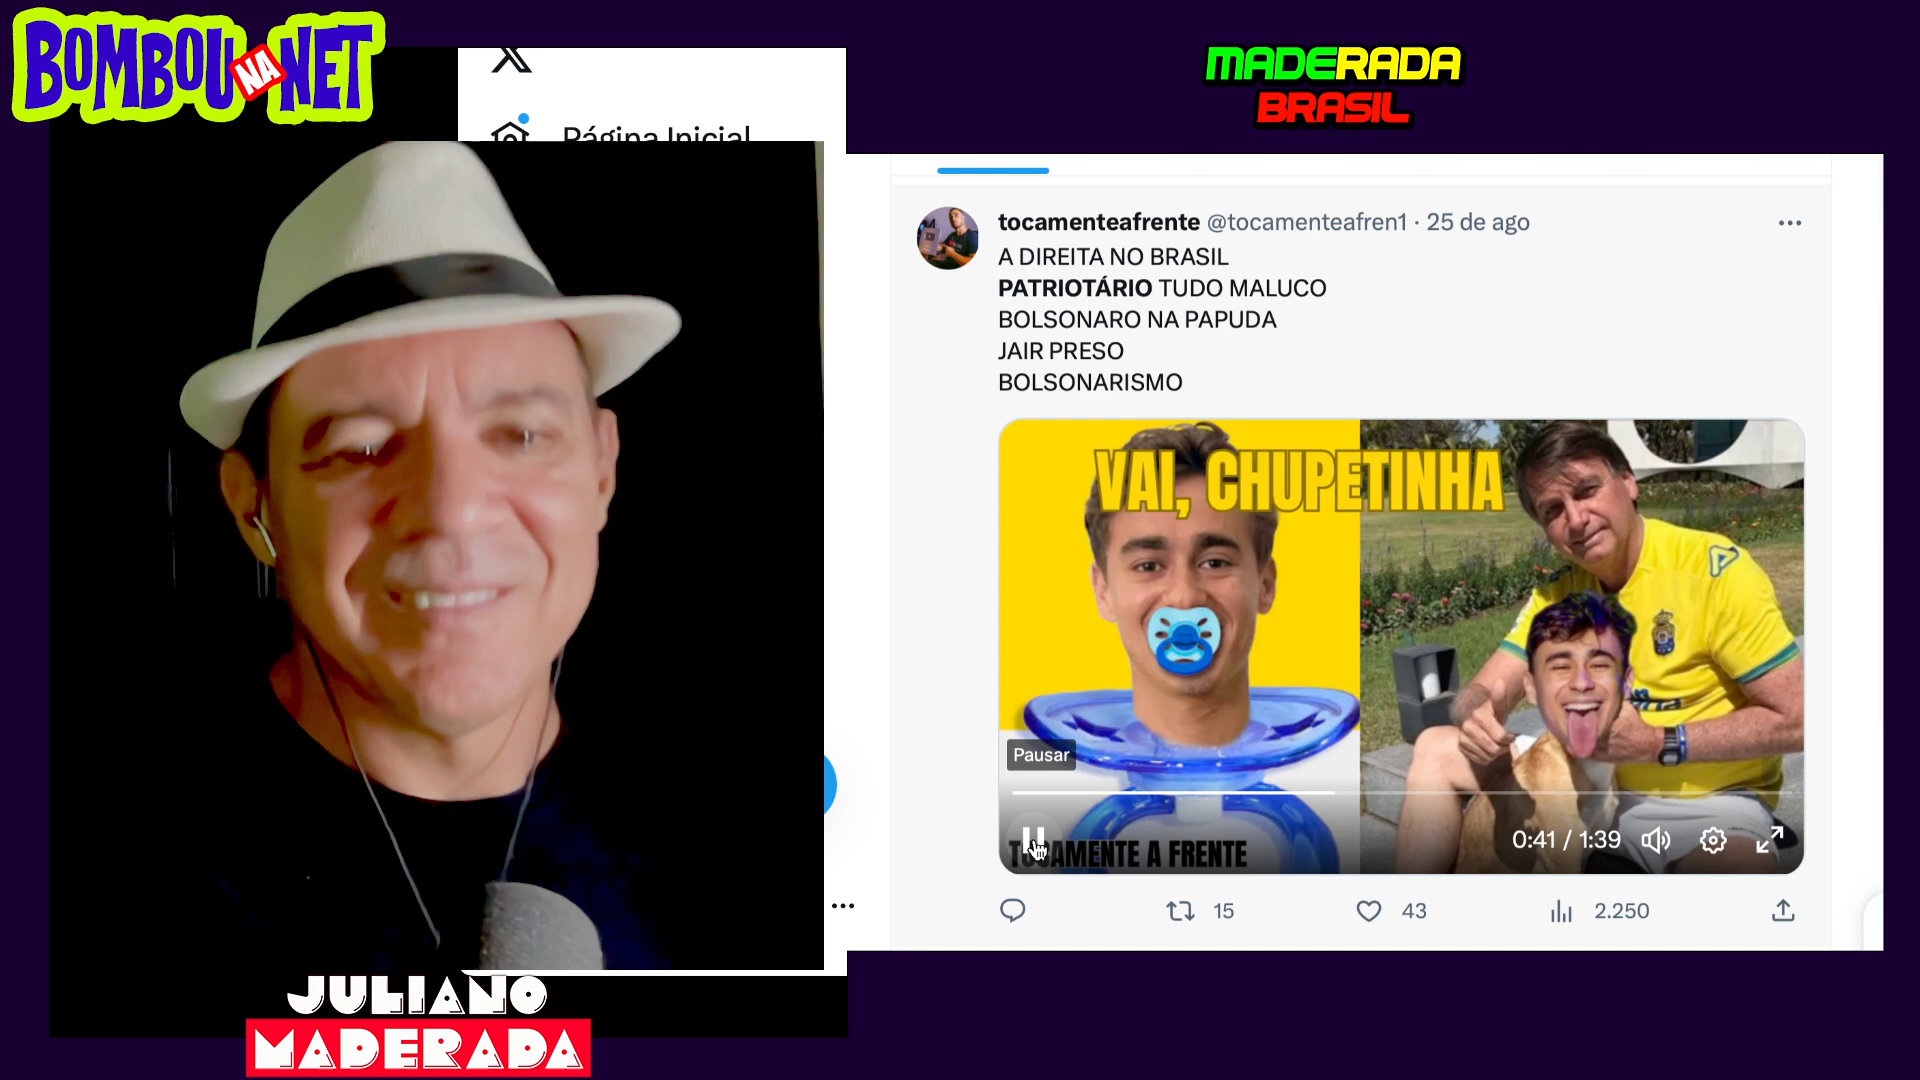 BOMBOU NA NET
Página Inicial
MADERADA
BRASIL
tocamenteafrente @tocamenteafren1 · 25 de ago
A DIREITA NO BRASIL
PATRIOTÁRIO TUDO MALUCO
BOLSONARO NA PAPUDA
JAIR PRESO
BOLSONARISMO
VAI, CHUPETINHA
Pausar
0:41 / 1:39
TOCAMENTE A FRENTE
15 43 2.250
JULIANO
MADERADA